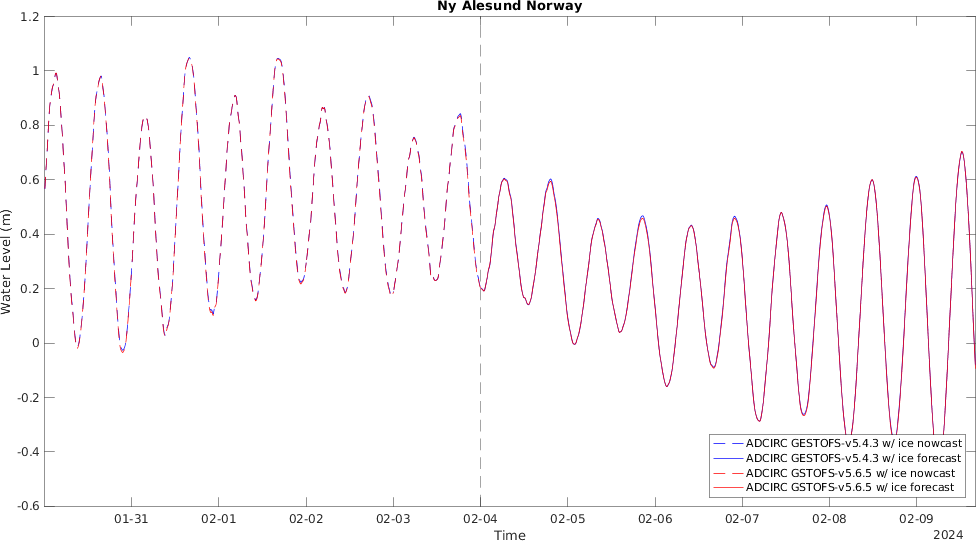 Ny Alesund Norway
1.2
1
0.8
0.6
0.4
0.2
0
-0.2
-0.4
-0.6
Water Level (m)
ADCIRC GESTOFS-v5.4.3 w/ ice nowcast
ADCIRC GESTOFS-v5.4.3 w/ ice forecast
ADCIRC GSTOFS-v5.6.5 w/ ice nowcast
ADCIRC GSTOFS-v5.6.5 w/ ice forecast
01-31 02-01 02-02 02-03 02-04 02-05 02-06 02-07 02-08 02-09
Time
2024